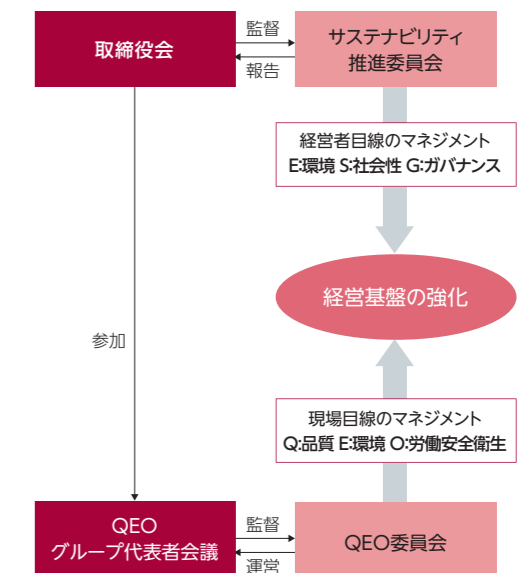 取締役会
監督
報告
サステナビリティ
推進委員会
経営者目線のマネジメント
E:環境 S:社会性 G:ガバナンス
経営基盤の強化
参加
現場目線のマネジメント
Q:品質 E:環境 O:労働安全衛生
QEO
グループ代表者会議
監督
運営
QEO委員会